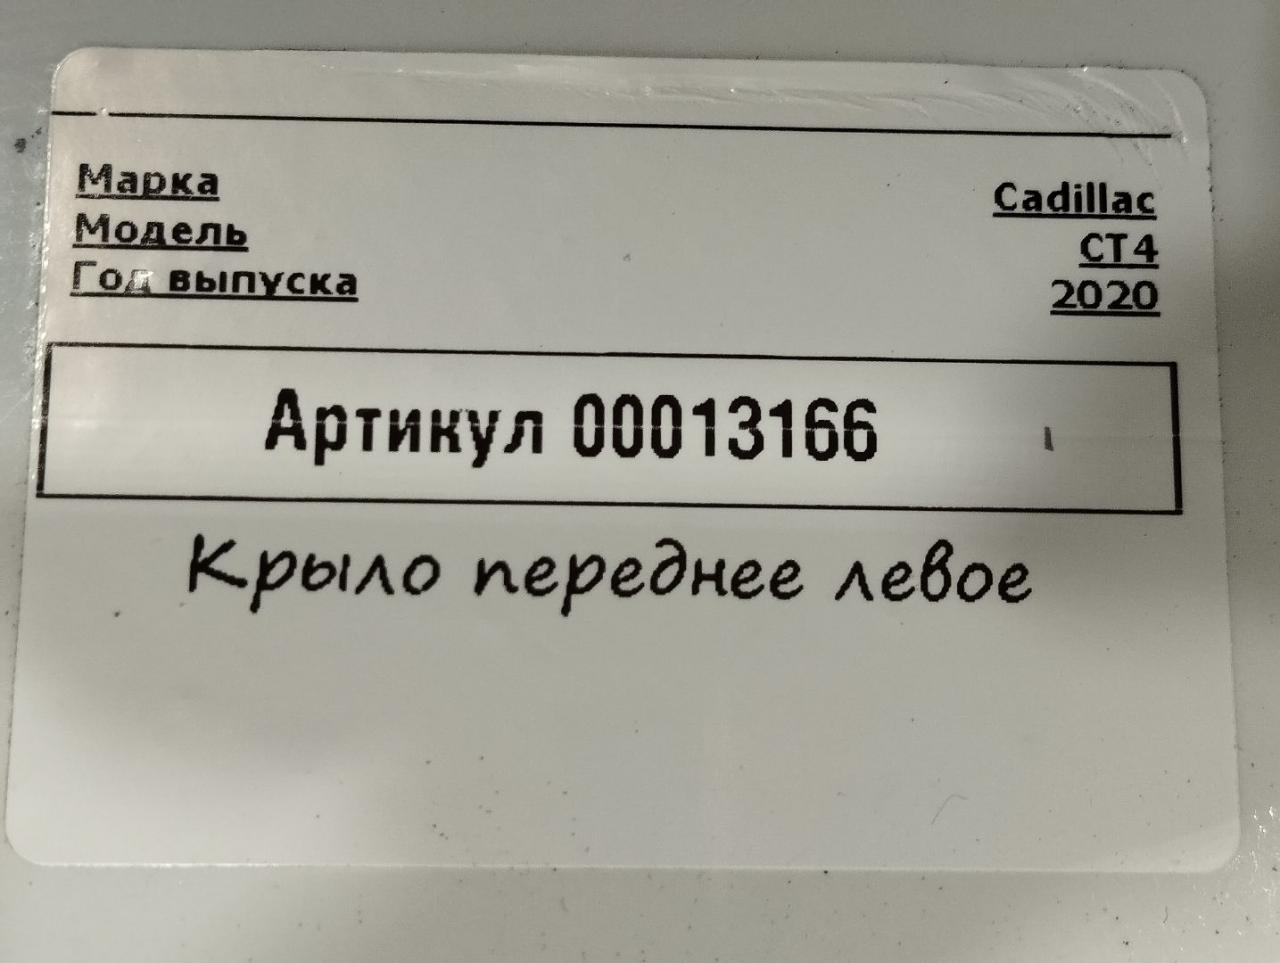 Марка Cadillac
Модель CT4
Год выпуска 2020
Артикул 00013166
Крыло переднее левое